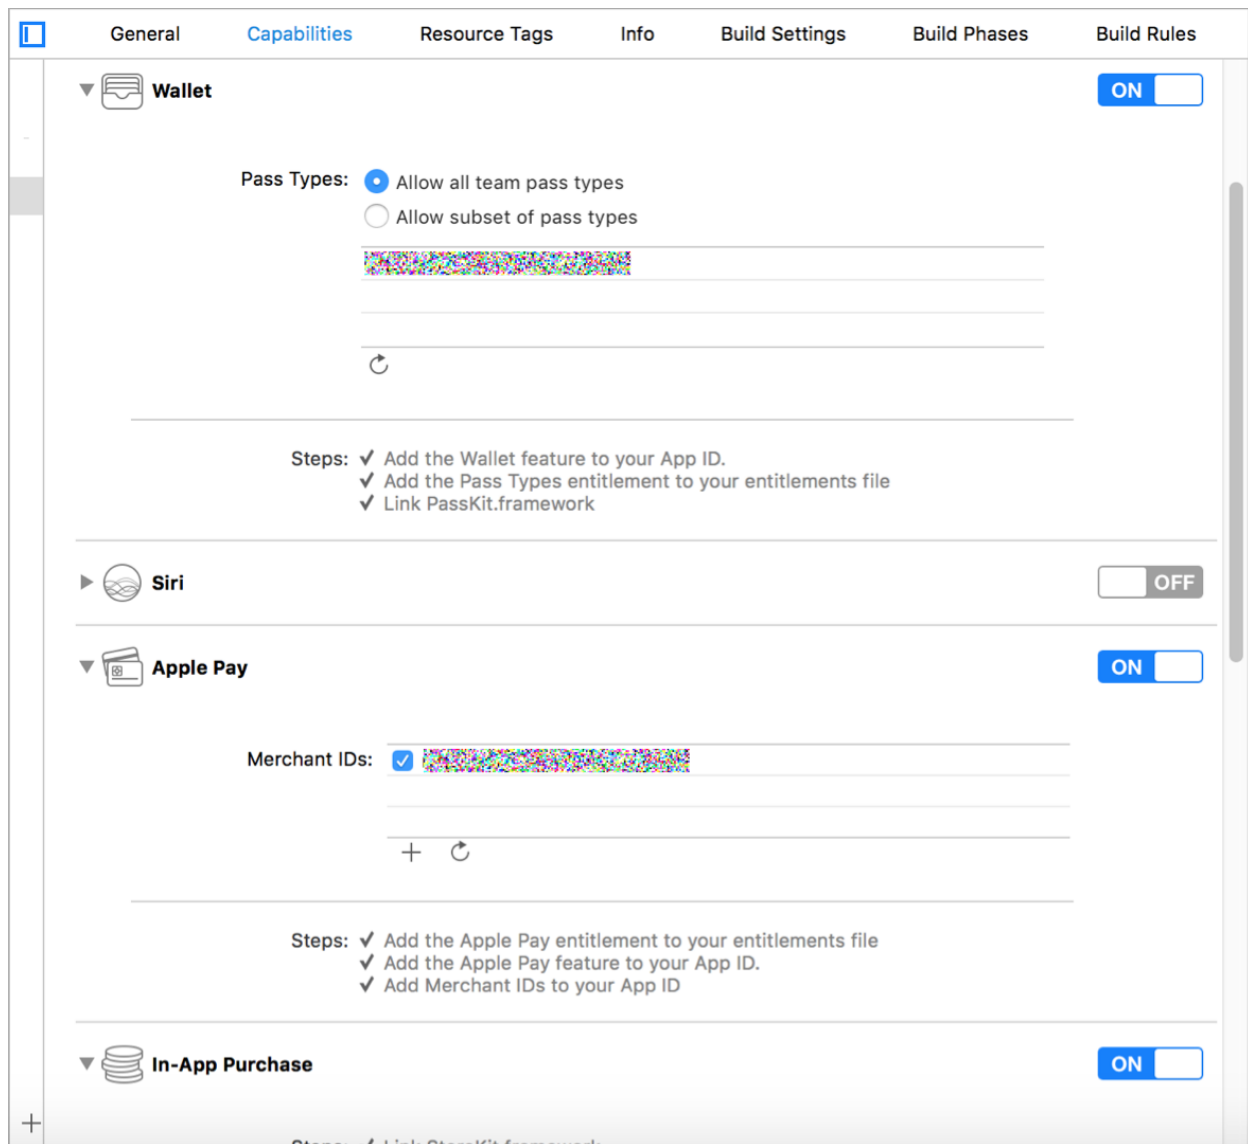 General Capabilities Resource Tags Info Build Settings Build Phases Build Rules
Wallet ON
Pass Types: Allow all team pass types
Allow subset of pass types
Steps: ✓ Add the Wallet feature to your App ID.
✓ Add the Pass Types entitlement to your entitlements file
✓ Link PassKit.framework
Siri OFF
Apple Pay ON
Merchant IDs:
Steps: ✓ Add the Apple Pay entitlement to your entitlements file
✓ Add the Apple Pay feature to your App ID.
✓ Add Merchant IDs to your App ID
In-App Purchase ON
Steps: ✓ Link StoreKit.framework